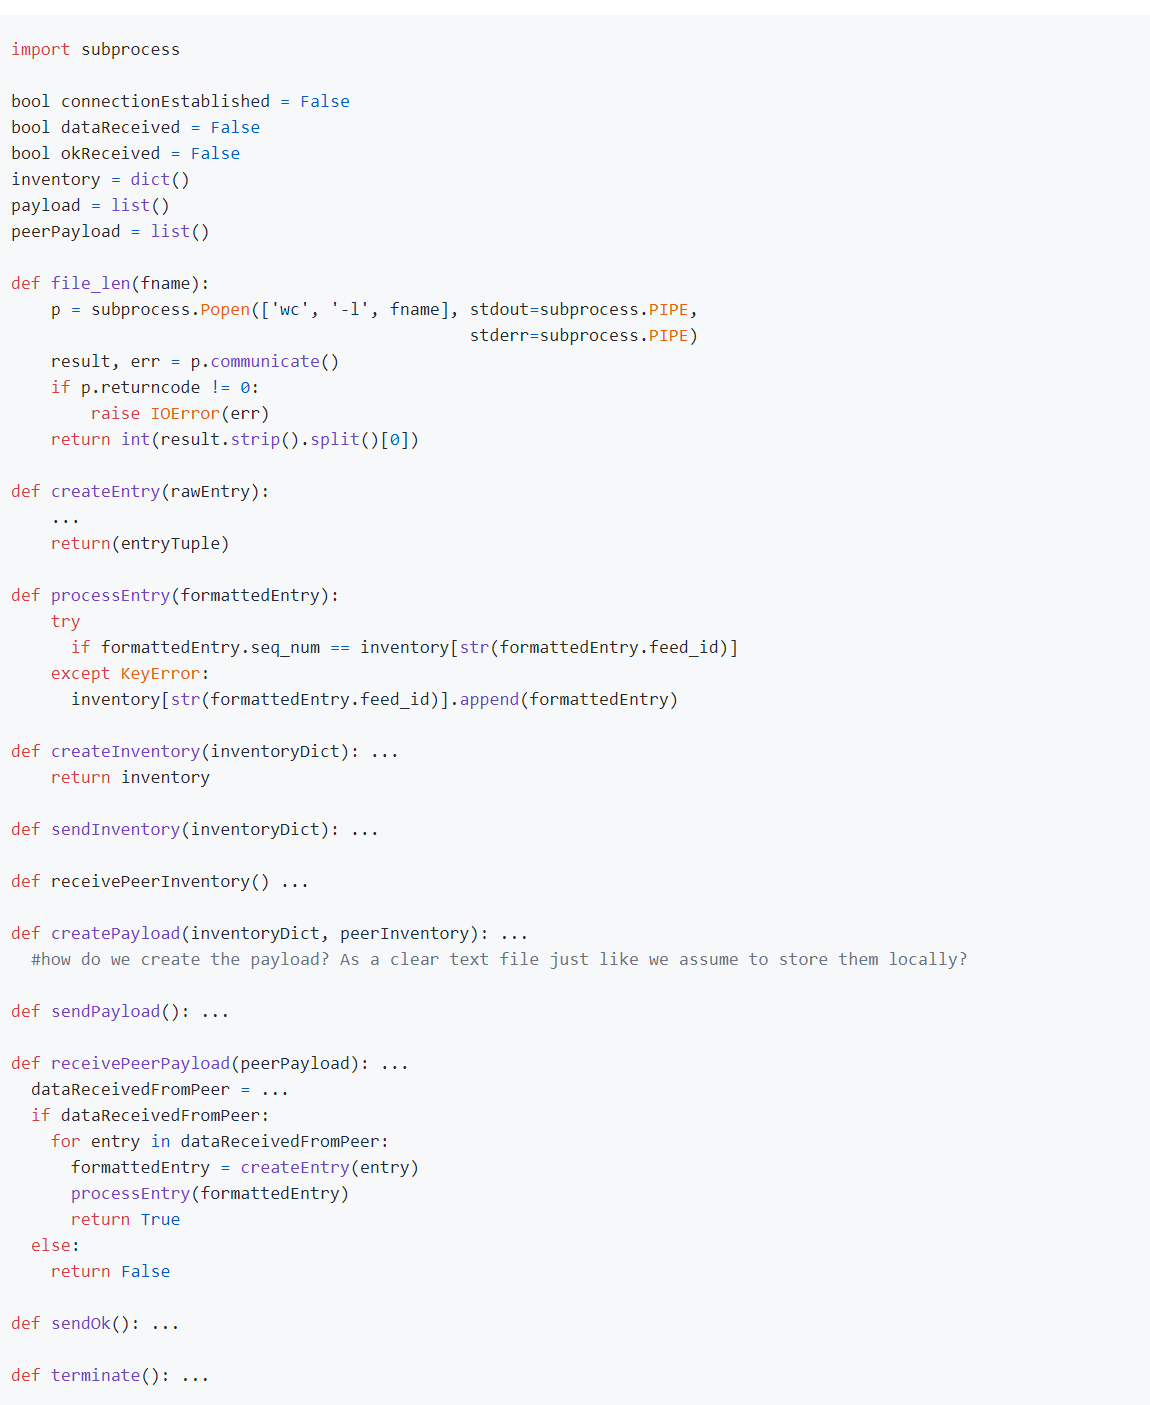 import subprocess
bool connectionEstablished = False
bool dataReceived = False
bool okReceived = False
inventory = dict()
payload = list()
peerPayload = list()
def file_len(fname):
    p = subprocess.Popen(['wc', '-l', fname], stdout=subprocess.PIPE,
                                              stderr=subprocess.PIPE)
    result, err = p.communicate()
    if p.returncode != 0:
        raise IOError(err)
    return int(result.strip().split()[0])
def createEntry(rawEntry):
    ...
    return(entryTuple)
def processEntry(formattedEntry):
    try
      if formattedEntry.seq_num == inventory[str(formattedEntry.feed_id)]
    except KeyError:
      inventory[str(formattedEntry.feed_id)].append(formattedEntry)
def createInventory(inventoryDict): ...
    return inventory
def sendInventory(inventoryDict): ...
def receivePeerInventory() ...
def createPayload(inventoryDict, peerInventory): ...
  #how do we create the payload? As a clear text file just like we assume to store them locally?
def sendPayload(): ...
def receivePeerPayload(peerPayload): ...
  dataReceivedFromPeer = ...
  if dataReceivedFromPeer:
    for entry in dataReceivedFromPeer:
      formattedEntry = createEntry(entry)
      processEntry(formattedEntry)
      return True
  else:
    return False
def sendOk(): ...
def terminate(): ...